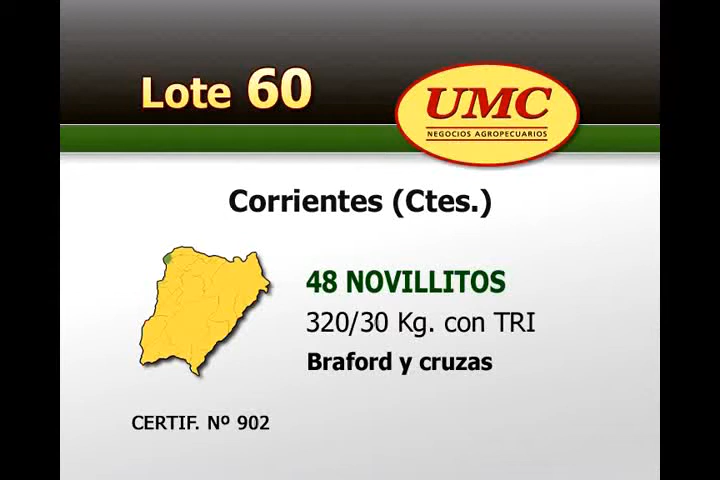 Lote 60
UMC
NEGOCIOS AGROPECUARIOS
Corrientes (Ctes.)
48 NOVILLITOS
320/30 Kg. con TRI
Braford y cruzas
CERTIF. Nº 902